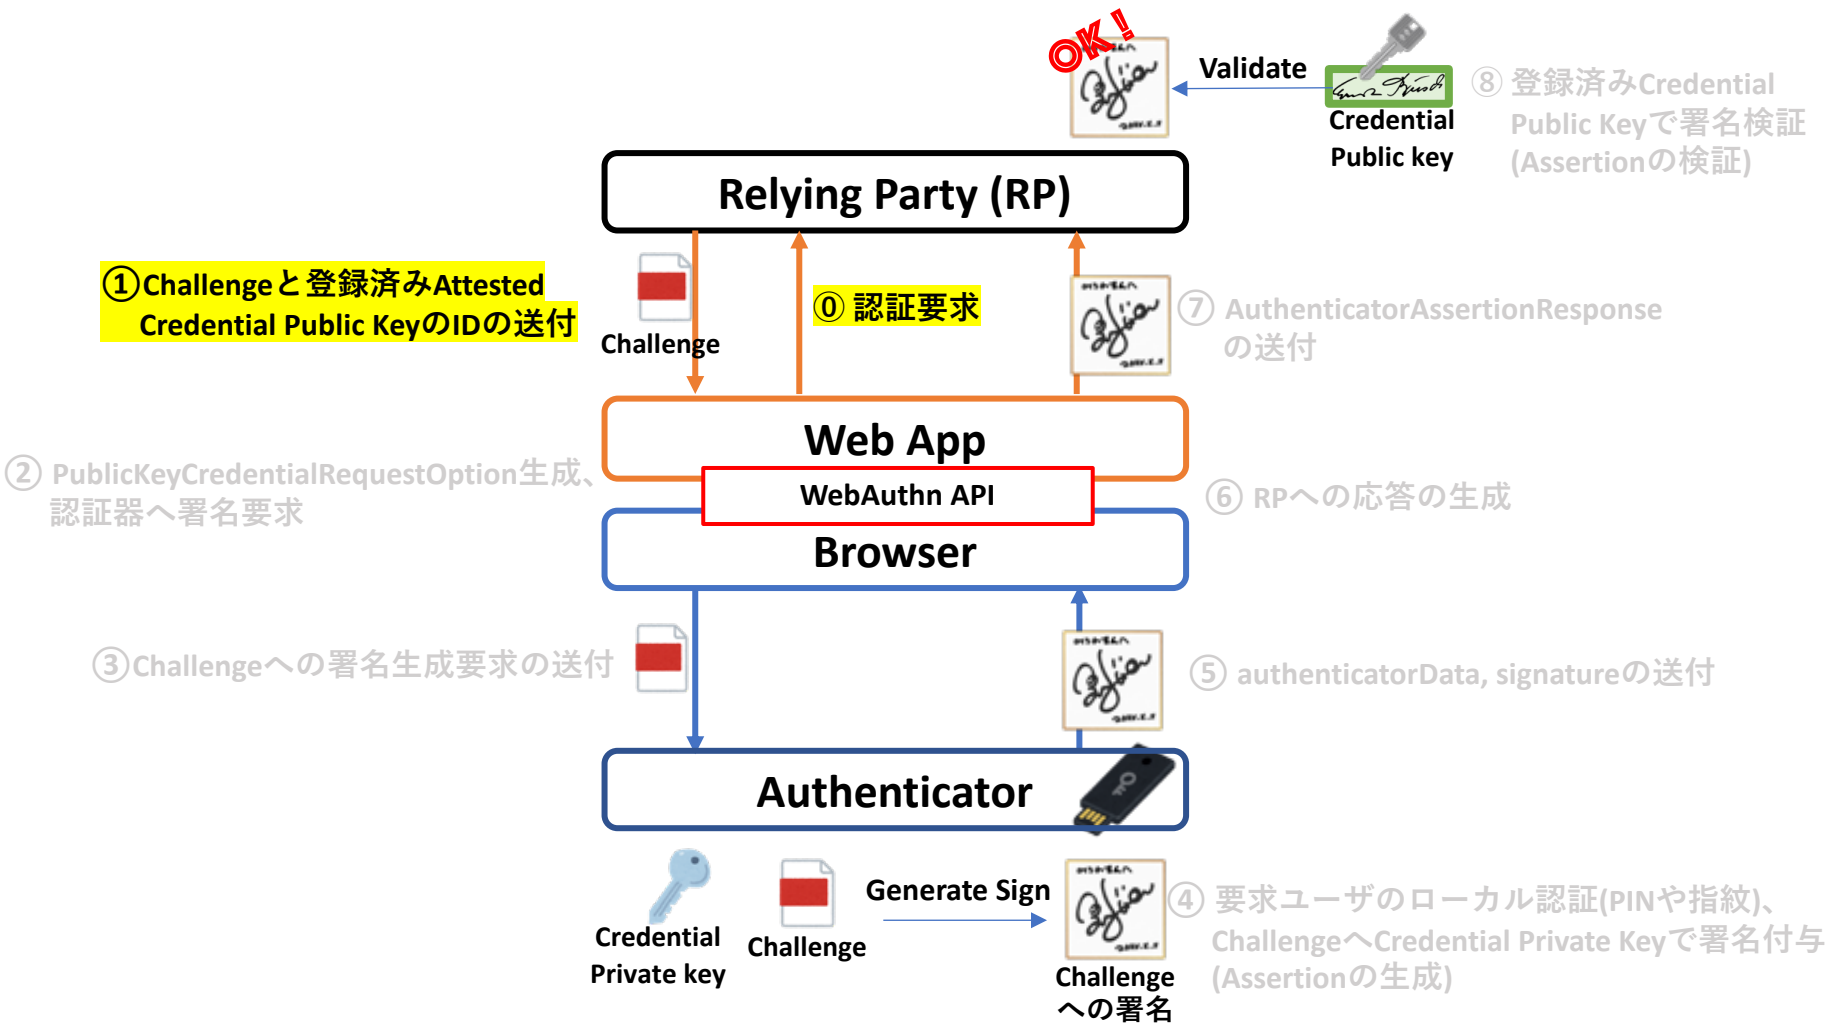 OK!
Validate
Credential
Public key
⑧ 登録済みCredential
Public Keyで署名検証
(Assertionの検証)
Relying Party (RP)
①Challengeと登録済みAttested
Credential Public KeyのIDの送付
Challenge
⓪ 認証要求
⑦ AuthenticatorAssertionResponse
の送付
Web App
② PublicKeyCredentialRequestOption生成、
認証器へ署名要求
WebAuthn API
⑥ RPへの応答の生成
Browser
③Challengeへの署名生成要求の送付
⑤ authenticatorData, signatureの送付
Authenticator
Credential
Private key
Challenge
Generate Sign
Challenge
への署名
④ 要求ユーザのローカル認証(PINや指紋)、
ChallengeへCredential Private Keyで署名付与
(Assertionの生成)